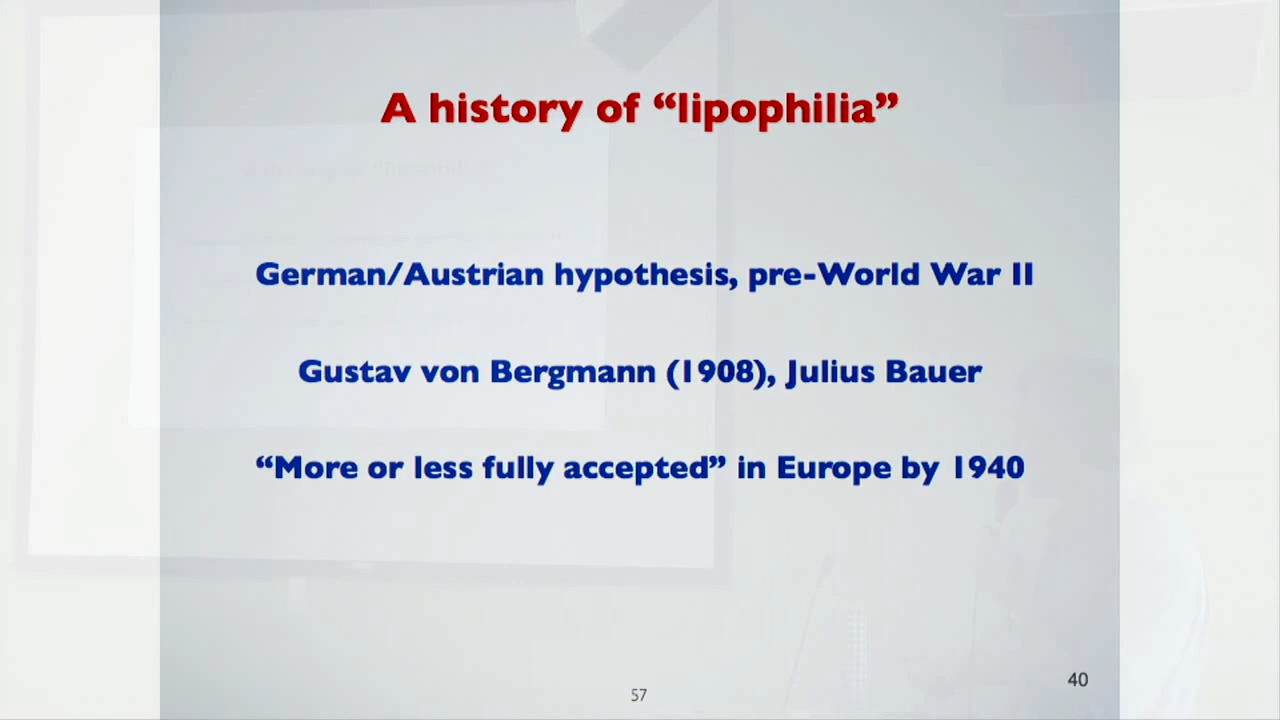 A history of “lipophilia”
German/Austrian hypothesis, pre-World War II
Gustav von Bergmann (1908), Julius Bauer
“More or less fully accepted” in Europe by 1940
40
57